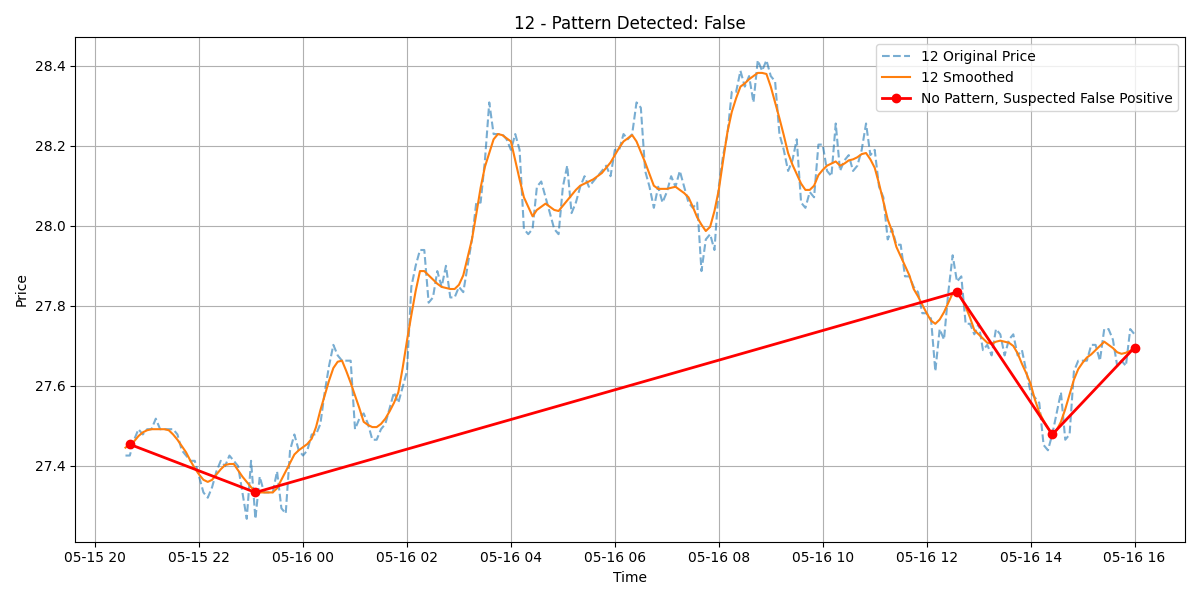 12 - Pattern Detected: False
12 Original Price
12 Smoothed
No Pattern, Suspected False Positive
Price
28.4
28.2
28.0
27.8
27.6
27.4
05-15 20 05-15 22 05-16 00 05-16 02 05-16 04 05-16 06 05-16 08 05-16 10 05-16 12 05-16 14 05-16 16
Time